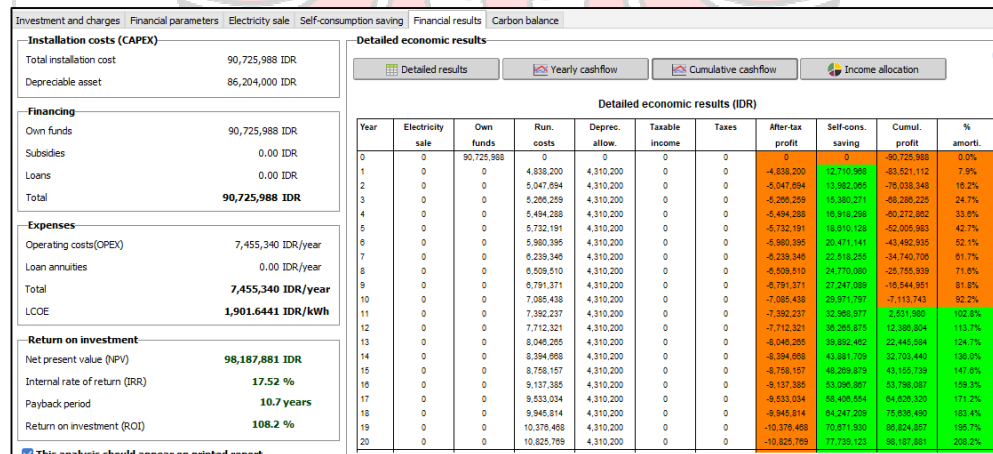 Investment and charges Financial parameters Electricity sale Self-consumption saving Financial results Carbon balance
Installation costs (CAPEX)
Total installation cost 90,725,988 IDR
Depreciable asset 86,204,000 IDR
Financing
Own funds 90,725,988 IDR
Subsidies 0.00 IDR
Loans 0.00 IDR
Total 90,725,988 IDR
Expenses
Operating costs(OPEX) 7,455,340 IDR/year
Loan annuities 0.00 IDR/year
Total 7,455,340 IDR/year
LCOE 1,901.6441 IDR/kWh
Return on investment
Net present value (NPV) 98,187,881 IDR
Internal rate of return (IRR) 17.52 %
Payback period 10.7 years
Return on investment (ROI) 108.2 %
This analysis should appear on printed report
Detailed economic results
Detailed results Yearly cashflow Cumulative cashflow Income allocation
Detailed economic results (IDR)
Year Electricity Own Run. Deprec. Taxable Taxes After-tax Self-cons. Cumul. %
sale funds costs allow. income profit saving profit amorti.
0 0 90,725,988 0 0 0 0 0 0 -90,725,988 0.0%
1 0 0 4,838,200 4,310,200 0 0 -4,838,200 12,710,968 -83,521,112 7.9%
2 0 0 5,047,694 4,310,200 0 0 -5,047,694 13,982,065 -76,038,348 16.2%
3 0 0 5,266,259 4,310,200 0 0 -5,266,259 15,380,271 -68,286,225 24.7%
4 0 0 5,494,288 4,310,200 0 0 -5,494,288 16,918,298 -60,272,862 33.6%
5 0 0 5,732,191 4,310,200 0 0 -5,732,191 18,610,128 -52,005,983 42.7%
6 0 0 5,980,395 4,310,200 0 0 -5,980,395 20,471,141 -43,492,935 52.1%
7 0 0 6,239,346 4,310,200 0 0 -6,239,346 22,518,255 -34,740,706 61.7%
8 0 0 6,509,510 4,310,200 0 0 -6,509,510 24,770,080 -25,755,939 71.6%
9 0 0 6,791,371 4,310,200 0 0 -6,791,371 27,247,089 -16,544,951 81.8%
10 0 0 7,085,438 4,310,200 0 0 -7,085,438 29,971,797 -7,113,743 92.2%
11 0 0 7,392,237 4,310,200 0 0 -7,392,237 32,968,977 2,531,980 102.8%
12 0 0 7,712,321 4,310,200 0 0 -7,712,321 36,265,875 12,386,804 113.7%
13 0 0 8,046,265 4,310,200 0 0 -8,046,265 39,892,462 22,445,584 124.7%
14 0 0 8,394,668 4,310,200 0 0 -8,394,668 43,881,709 32,703,440 136.0%
15 0 0 8,758,157 4,310,200 0 0 -8,758,157 48,269,879 43,155,739 147.6%
16 0 0 9,137,385 4,310,200 0 0 -9,137,385 53,096,867 53,798,087 159.3%
17 0 0 9,533,034 4,310,200 0 0 -9,533,034 58,406,554 64,626,320 171.2%
18 0 0 9,945,814 4,310,200 0 0 -9,945,814 64,247,209 75,636,490 183.4%
19 0 0 10,376,468 4,310,200 0 0 -10,376,468 70,671,930 86,824,857 195.7%
20 0 0 10,825,769 4,310,200 0 0 -10,825,769 77,739,123 98,187,881 208.2%